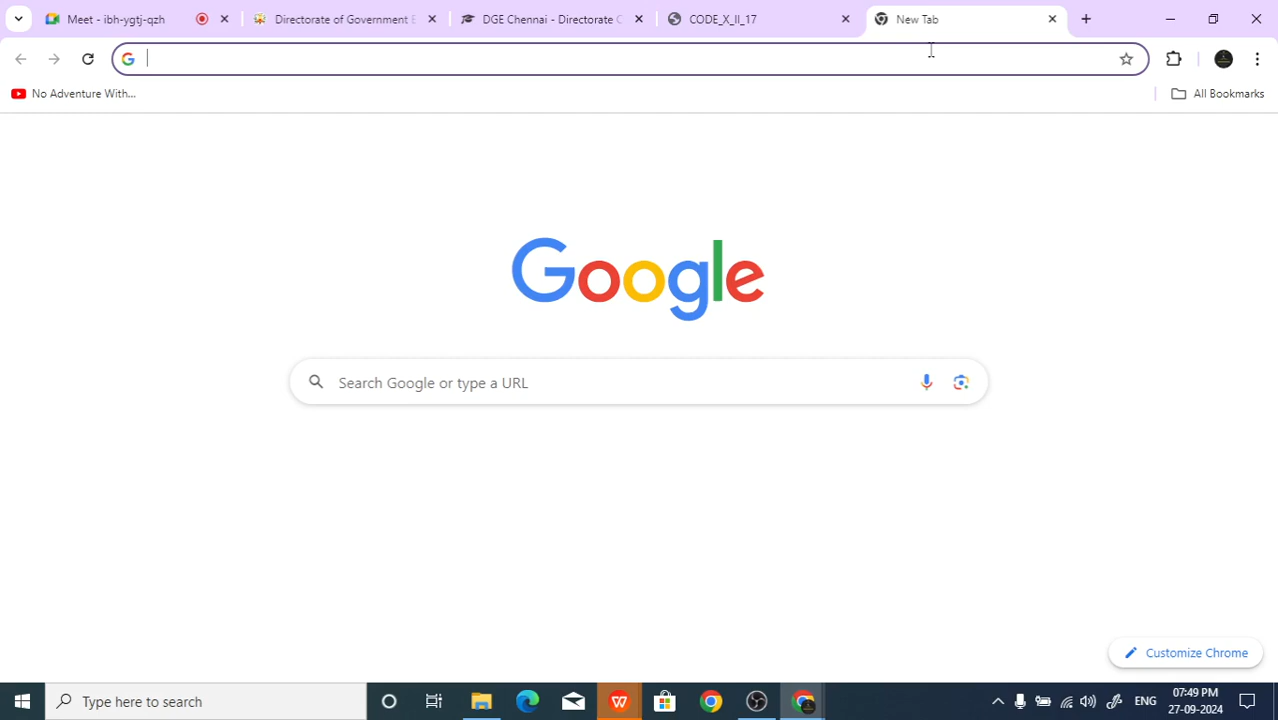 Meet - ibh-ygtj-qzh
Directorate of Government E
DGE Chennai - Directorate C
CODE_X_II_17
New Tab
No Adventure With...
All Bookmarks
Google
Search Google or type a URL
Customize Chrome
Type here to search
W
ENG
07:49 PM
27-09-2024